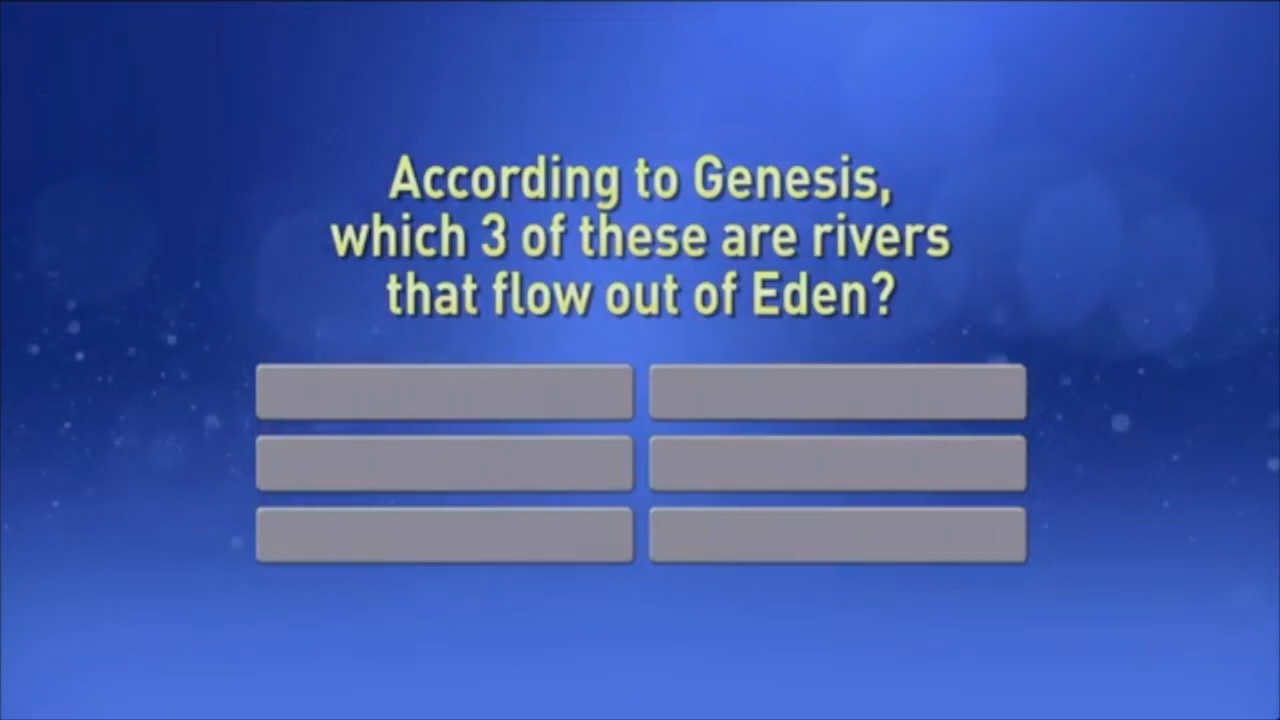 According to Genesis,
which 3 of these are rivers
that flow out of Eden?